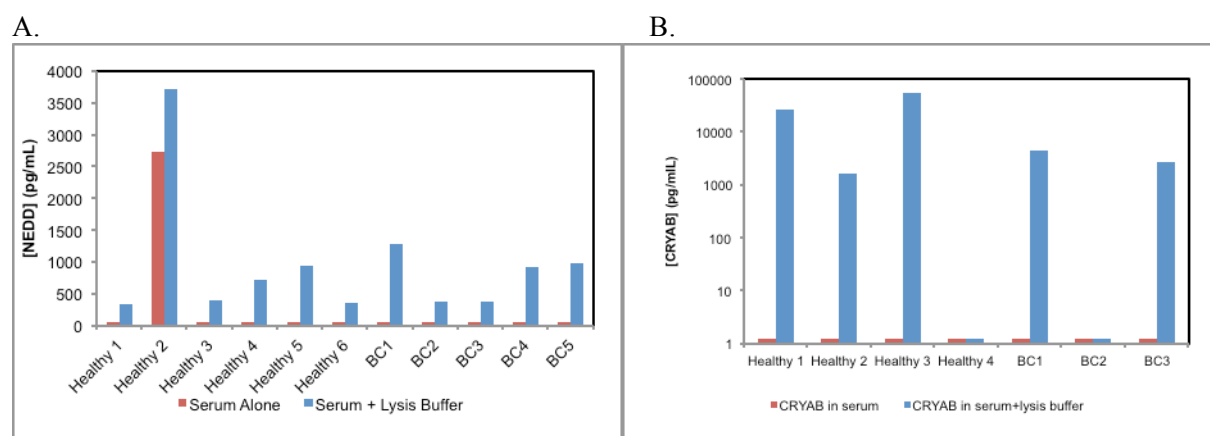 A.
B.
[NEDD] (pg/mL)
4000
3500
3000
2500
2000
1500
1000
500
0
Healthy 1
Healthy 2
Healthy 3
Healthy 4
Healthy 5
Healthy 6
BC1
BC2
BC3
BC4
BC5
Serum Alone
Serum + Lysis Buffer
[CRYAB] (pg/mlL)
100000
10000
1000
100
10
1
Healthy 1
Healthy 2
Healthy 3
Healthy 4
BC1
BC2
BC3
CRYAB in serum
CRYAB in serum+lysis buffer